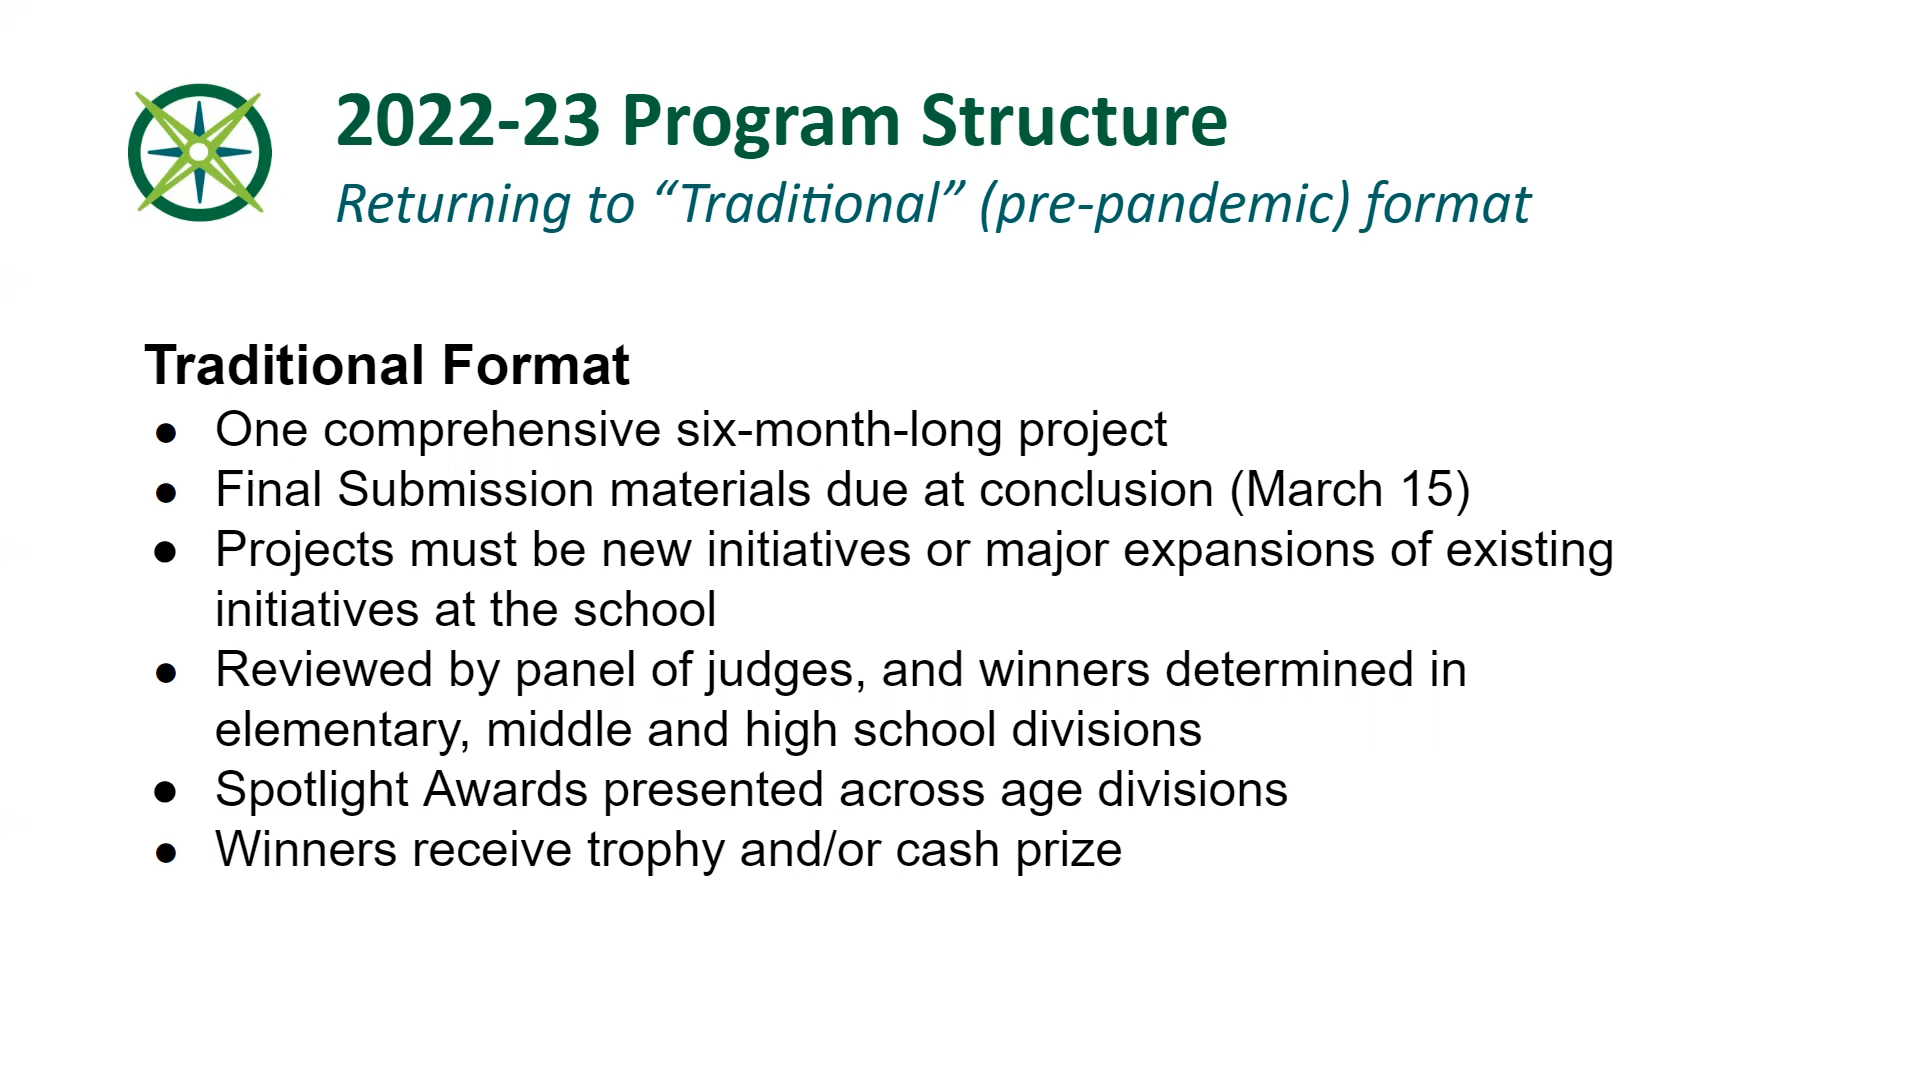 2022-23 Program Structure
Returning to “Traditional” (pre-pandemic) format
Traditional Format
● One comprehensive six-month-long project
● Final Submission materials due at conclusion (March 15)
● Projects must be new initiatives or major expansions of existing
initiatives at the school
● Reviewed by panel of judges, and winners determined in
elementary, middle and high school divisions
● Spotlight Awards presented across age divisions
● Winners receive trophy and/or cash prize